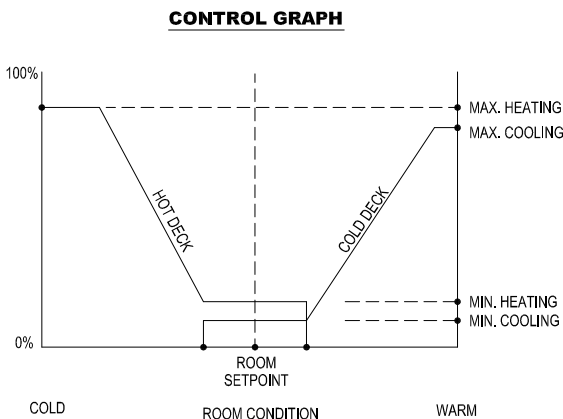 CONTROL GRAPH
100%
MAX. HEATING
MAX. COOLING
HOT DECK
COLD DECK
MIN. HEATING
MIN. COOLING
0%
ROOM
SETPOINT
COLD
ROOM CONDITION
WARM